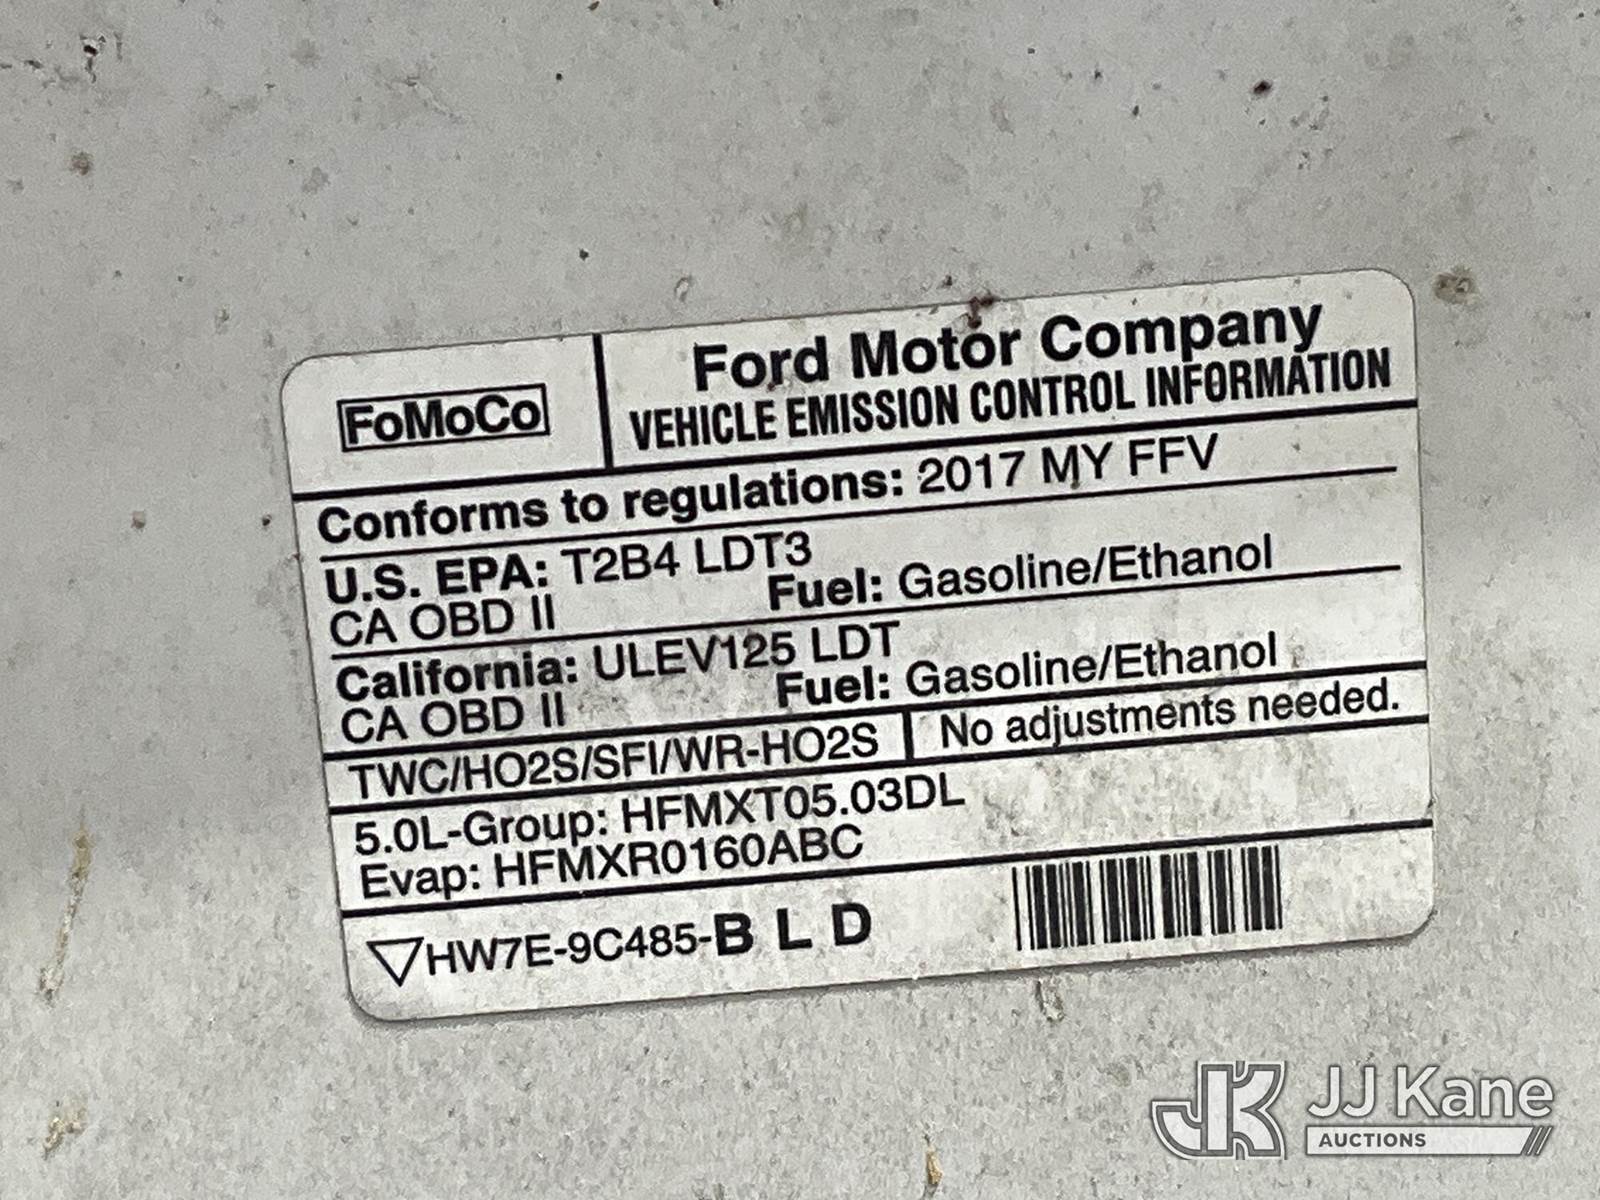 FoMoCo
Ford Motor Company
VEHICLE EMISSION CONTROL INFORMATION
Conforms to regulations: 2017 MY FFV
U.S. EPA: T2B4 LDT3
CA OBD II Fuel: Gasoline/Ethanol
California: ULEV125 LDT
CA OBD II Fuel: Gasoline/Ethanol
TWC/HO2S/SFI/WR-HO2S No adjustments needed.
5.0L-Group: HFMXT05.03DL
Evap: HFMXR0160ABC
HW7E-9C485-B L D
JK JJ Kane
AUCTIONS